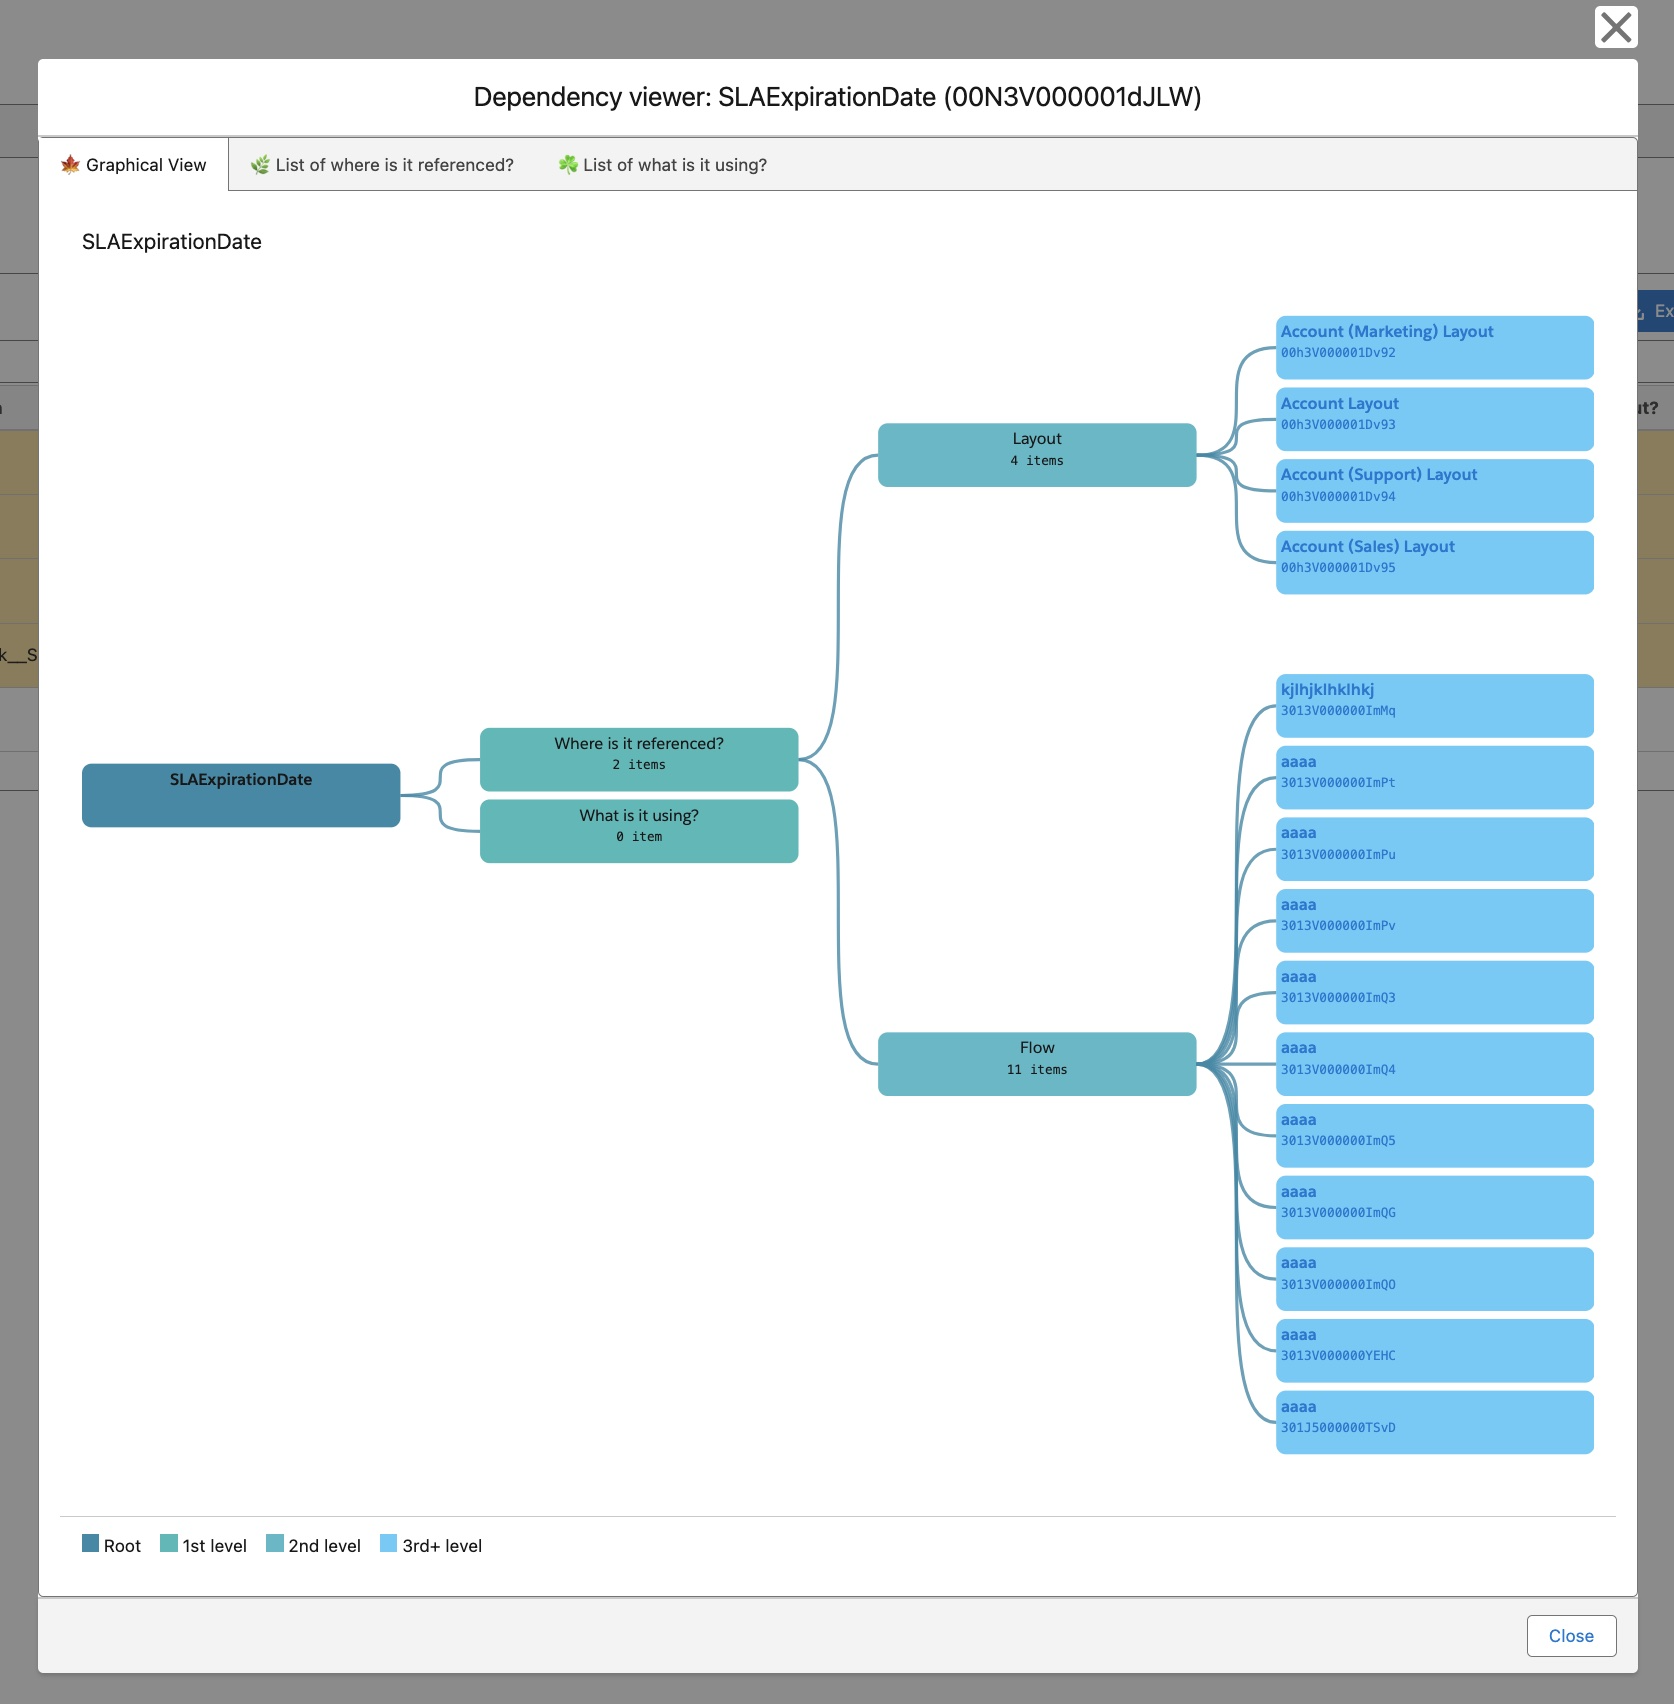 Dependency viewer: SLAExpirationDate (00N3V000001dJLW)
Graphical View
List of where is it referenced?
List of what is it using?
SLAExpirationDate
Ex
ut?
k__S
SLAExpirationDate
Where is it referenced?
2 items
What is it using?
0 item
Layout
4 items
Account (Marketing) Layout
00h3V000001Dv92
Account Layout
00h3V000001Dv93
Account (Support) Layout
00h3V000001Dv94
Account (Sales) Layout
00h3V000001Dv95
Flow
11 items
kjlhjklhklhkj
3013V000000ImMq
aaaa
3013V000000ImPt
aaaa
3013V000000ImPu
aaaa
3013V000000ImPv
aaaa
3013V000000ImQ3
aaaa
3013V000000ImQ4
aaaa
3013V000000ImQ5
aaaa
3013V000000ImQG
aaaa
3013V000000ImQO
aaaa
3013V000000YEHC
aaaa
301J5000000TSvD
Root
1st level
2nd level
3rd+ level
Close